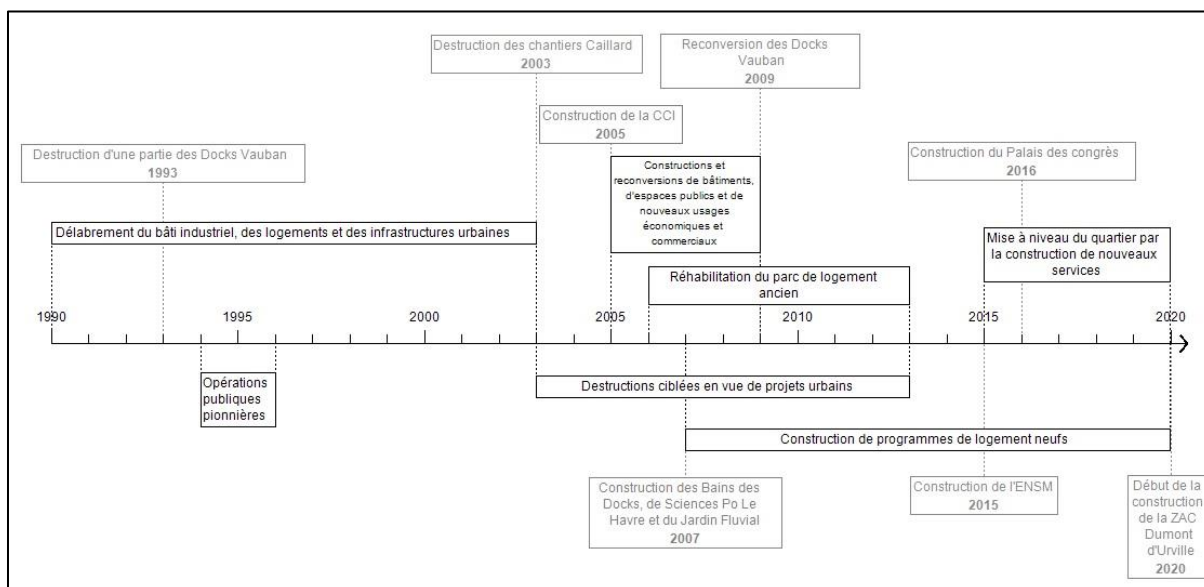 Destruction des chantiers Caillard
2003
Reconversion des Docks
Vauban
2009
Construction de la CCI
2005
Destruction d'une partie des Docks Vauban
1993
Construction du Palais des congrès
2016
Constructions et
reconversions de bâtiments,
d'espaces publics et de
nouveaux usages
économiques et
commerciaux
Délabrement du bâti industriel, des logements et des infrastructures urbaines
Mise à niveau du quartier par
la construction de nouveaux
services
Réhabilitation du parc de logement
ancien
1990 1995 2000 2005 2010 2015 2020
Opérations
publiques
pionnières
Destructions ciblées en vue de projets urbains
Construction de programmes de logement neufs
Construction des Bains des
Docks, de Sciences Po Le
Havre et du Jardin Fluvial
2007
Construction de l'ENSM
2015
Début de la
construction
de la ZAC
Dumont
d'Urville
2020